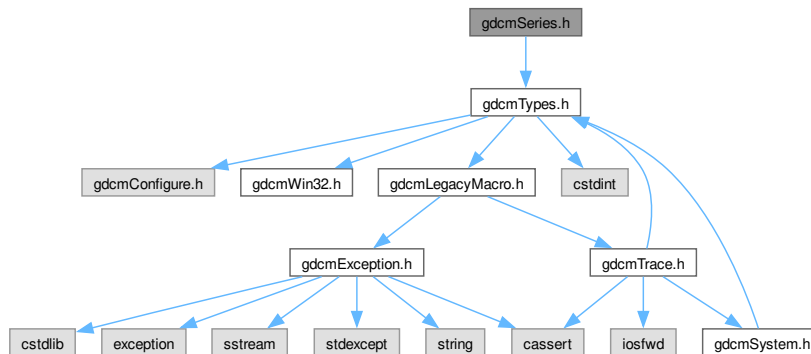 gdcmSeries.h
gdcmTypes.h
gdcmConfigure.h
gdcmWin32.h
gdcmLegacyMacro.h
cstdint
gdcmException.h
gdcmTrace.h
cstdlib
exception
sstream
stdexcept
string
cassert
iosfwd
gdcmSystem.h